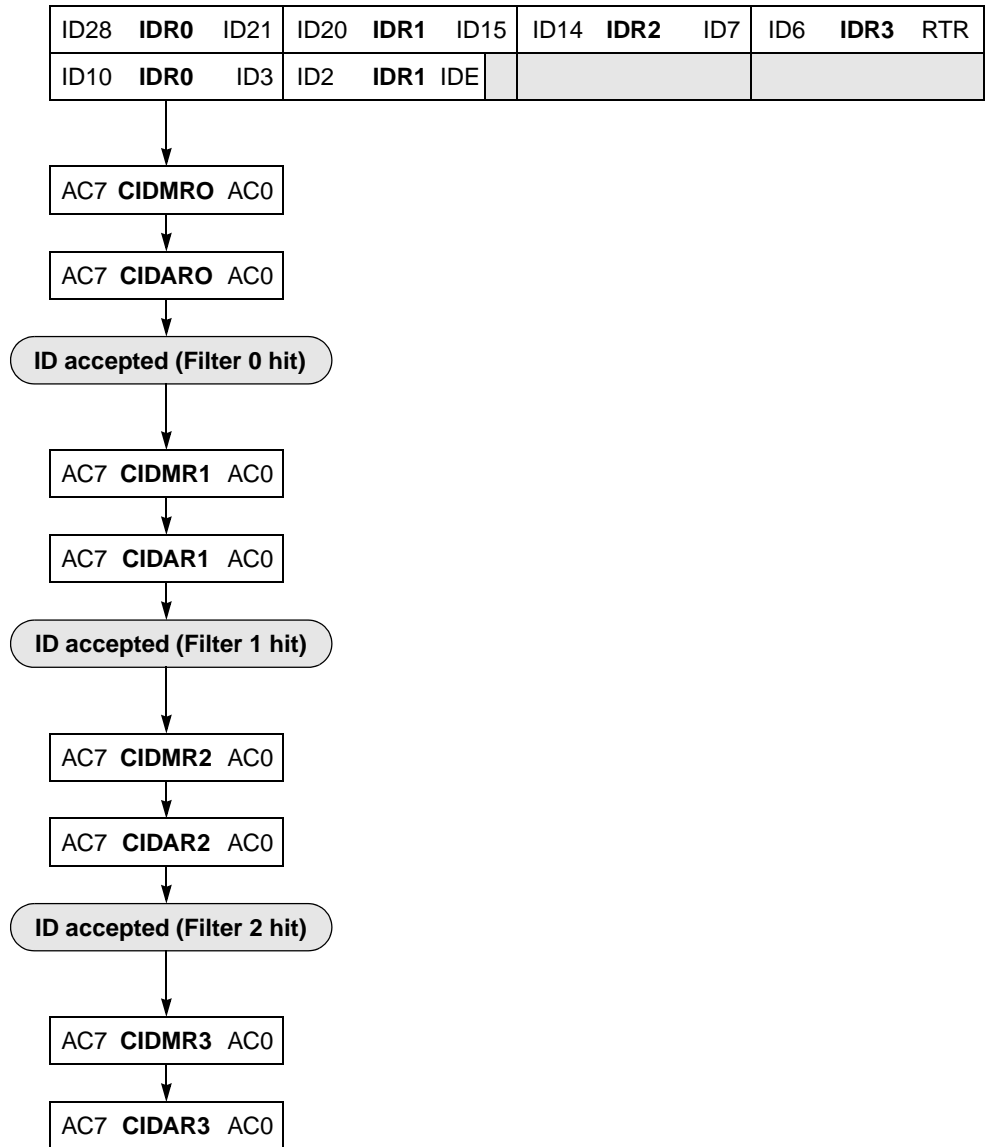 ID28 IDR0 ID21 ID20 IDR1 ID15 ID14 IDR2 ID7 ID6 IDR3 RTR
ID10 IDR0 ID3 ID2 IDR1 IDE
AC7 CIDMRO AC0
AC7 CIDARO AC0
ID accepted (Filter 0 hit)
AC7 CIDMR1 AC0
AC7 CIDAR1 AC0
ID accepted (Filter 1 hit)
AC7 CIDMR2 AC0
AC7 CIDAR2 AC0
ID accepted (Filter 2 hit)
AC7 CIDMR3 AC0
AC7 CIDAR3 AC0